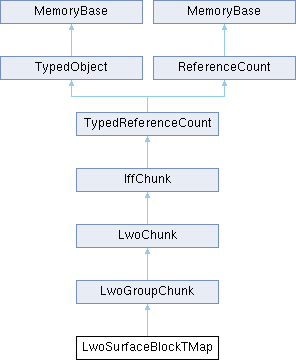 MemoryBase MemoryBase
TypedObject ReferenceCount
TypedReferenceCount
IffChunk
LwoChunk
LwoGroupChunk
LwoSurfaceBlockTMap